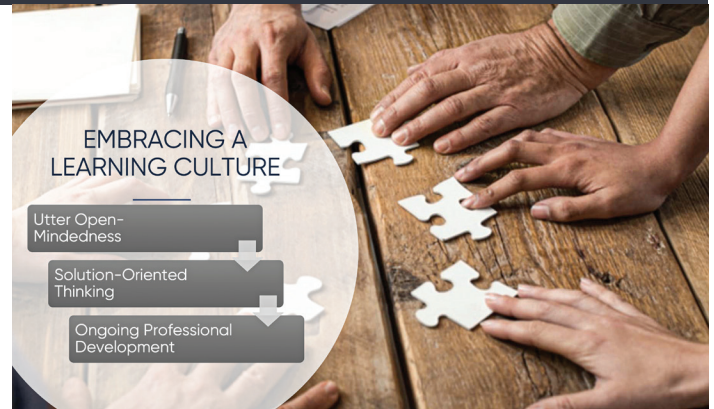 EMBRACING A
LEARNING CULTURE
Utter Open-
Mindedness
Solution-Oriented
Thinking
Ongoing Professional
Development